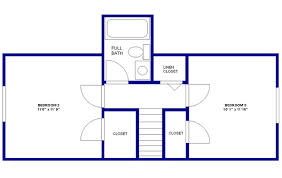 FULL
BATH
LINEN
CLOSET
BEDROOM 2
BEDROOM 3
CLOSET
CLOSET